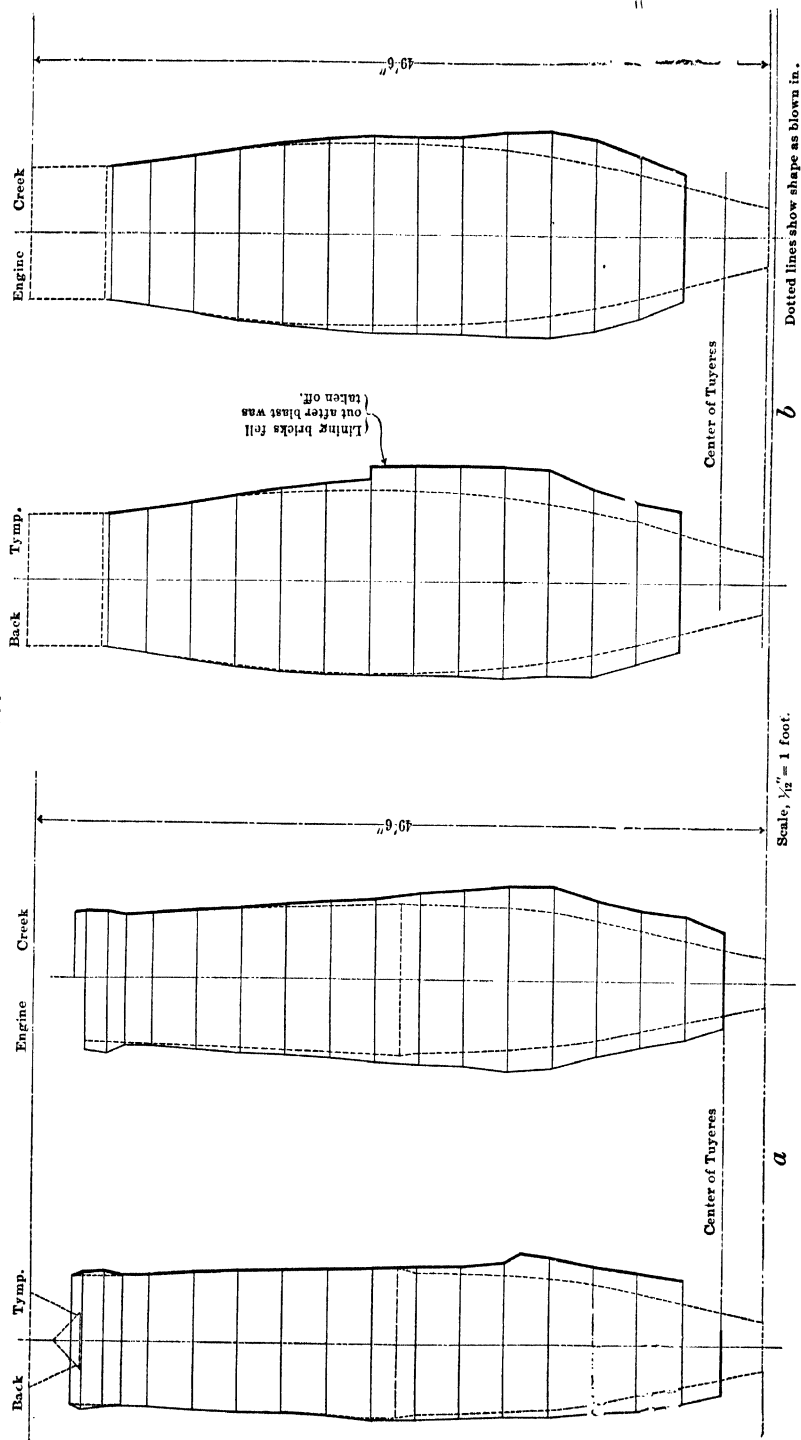 Engine Creek
49'6"
Dotted lines show shape as blown in.
Back Tymp.
Lining bricks fell
out after blast was
taken off.
Center of Tuyeres
b
Scale, 1/12" = 1 foot.
Engine Creek
49'6"
Back Tymp.
Center of Tuyeres
a